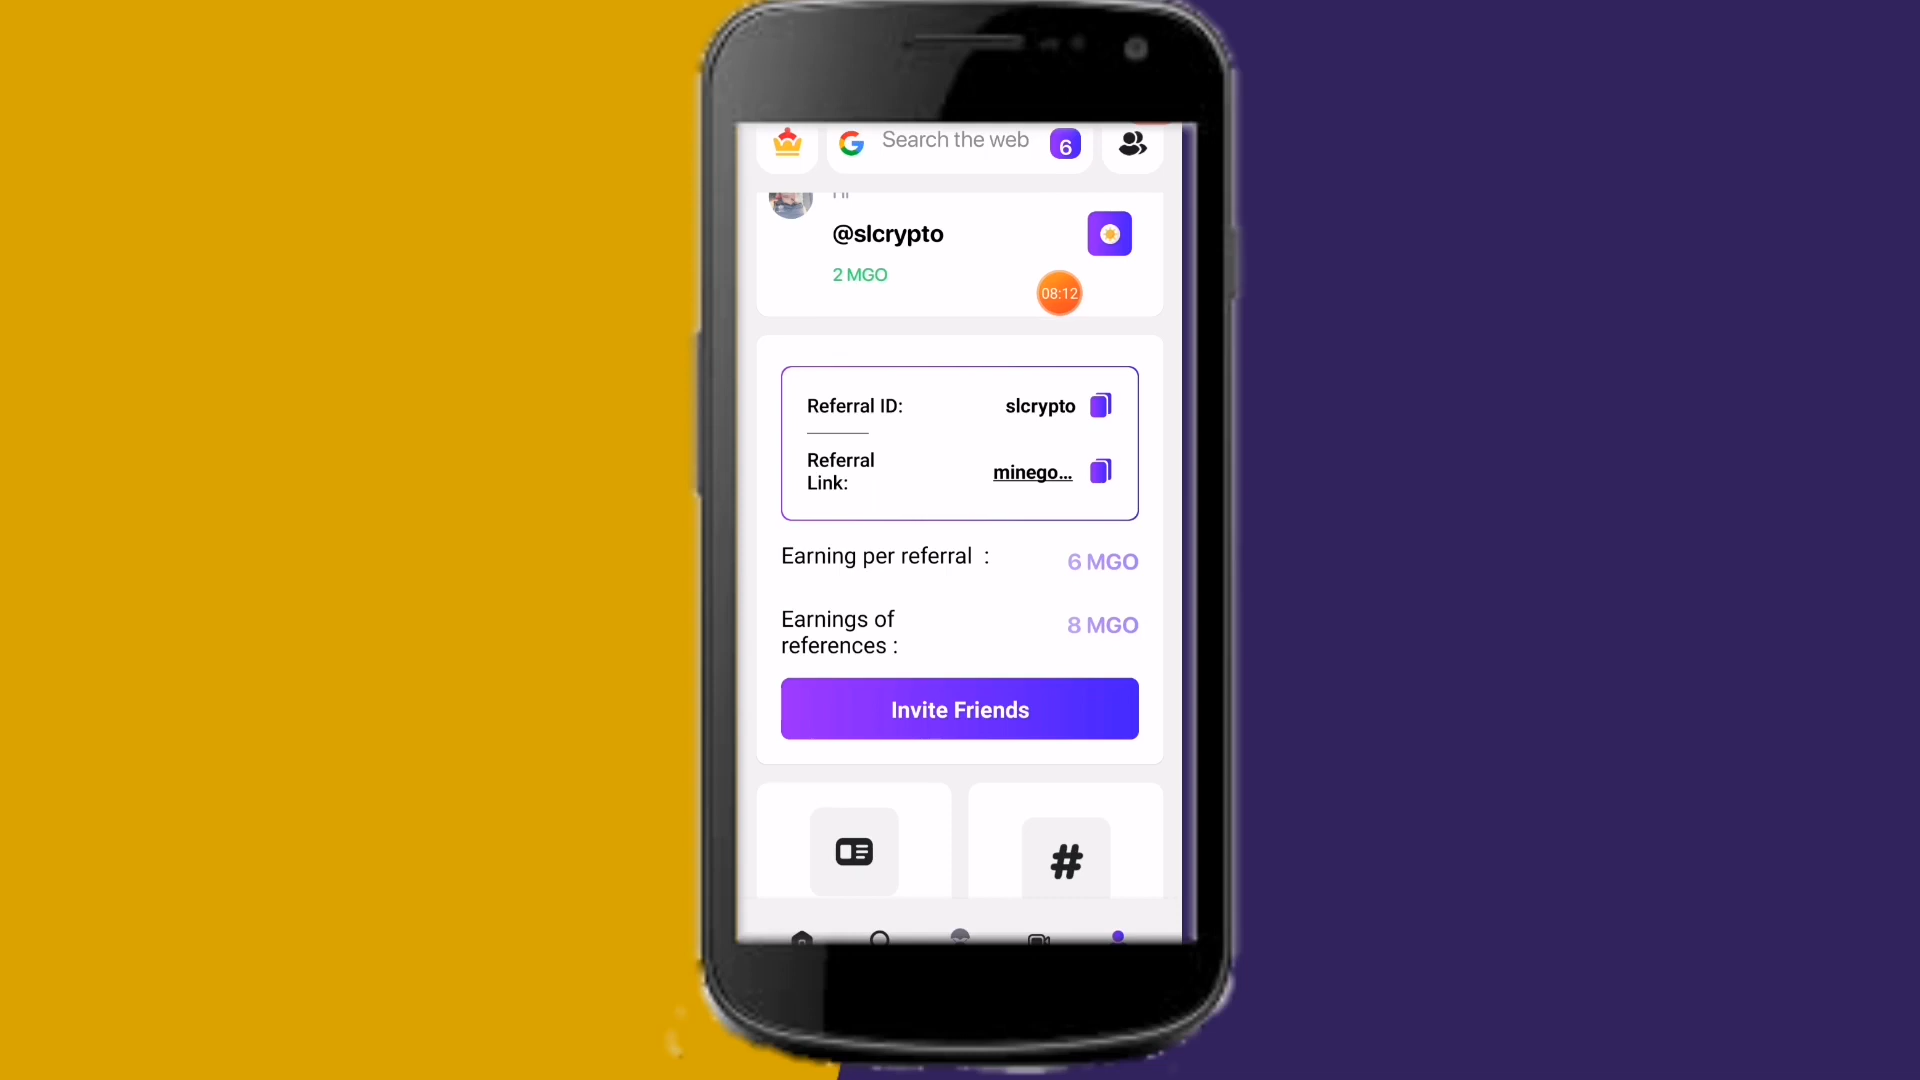 Search the web
6
Hi
@slcrypto
2 MGO
08:12
Referral ID:
slcrypto
Referral
Link:
minego...
Earning per referral :
6 MGO
Earnings of
references :
8 MGO
Invite Friends
#